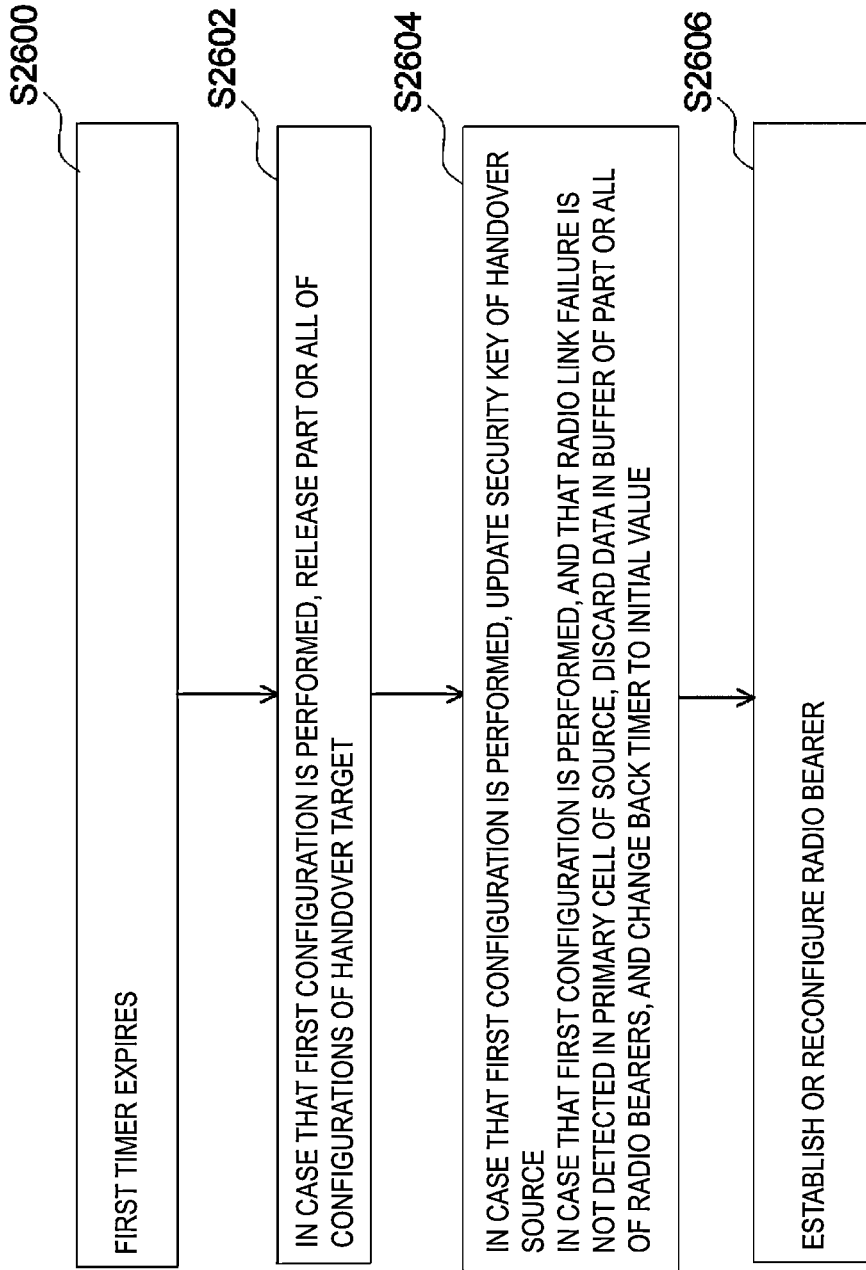 S2600
FIRST TIMER EXPIRES
S2602
IN CASE THAT FIRST CONFIGURATION IS PERFORMED, RELEASE PART OR ALL OF
CONFIGURATIONS OF HANDOVER TARGET
S2604
IN CASE THAT FIRST CONFIGURATION IS PERFORMED, UPDATE SECURITY KEY OF HANDOVER
SOURCE
IN CASE THAT FIRST CONFIGURATION IS PERFORMED, AND THAT RADIO LINK FAILURE IS
NOT DETECTED IN PRIMARY CELL OF SOURCE, DISCARD DATA IN BUFFER OF PART OR ALL
OF RADIO BEARERS, AND CHANGE BACK TIMER TO INITIAL VALUE
S2606
ESTABLISH OR RECONFIGURE RADIO BEARER